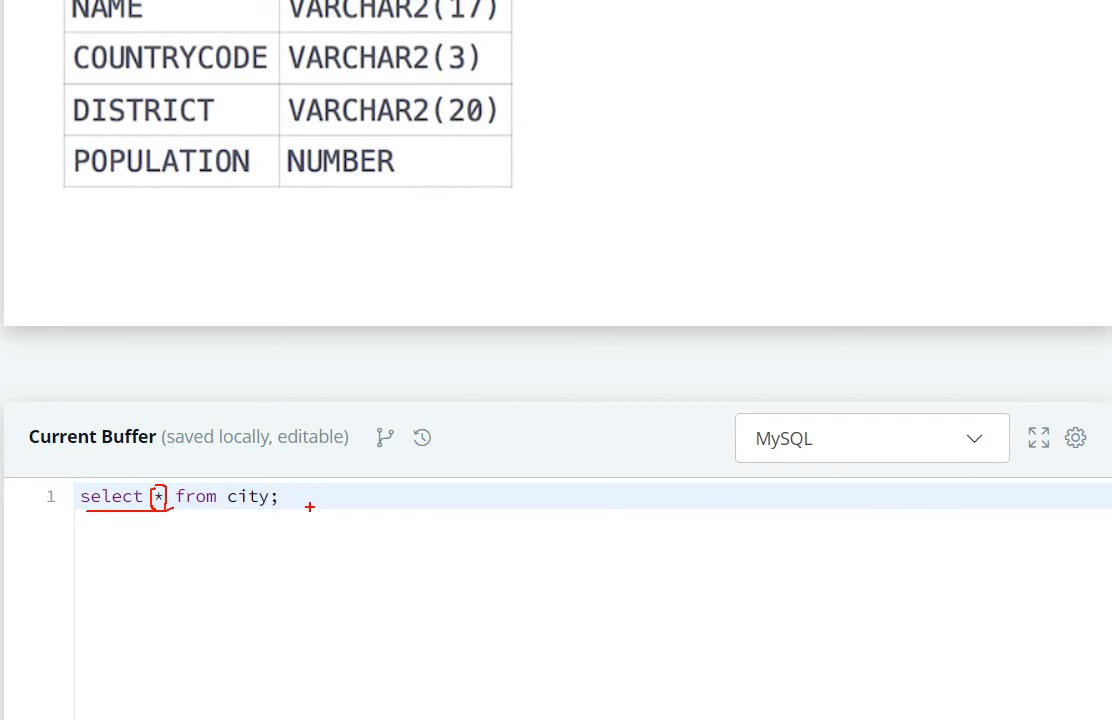 NAME VARCHAR2(17)
COUNTRYCODE VARCHAR2(3)
DISTRICT VARCHAR2(20)
POPULATION NUMBER
Current Buffer (saved locally, editable) MySQL
1 select * from city;